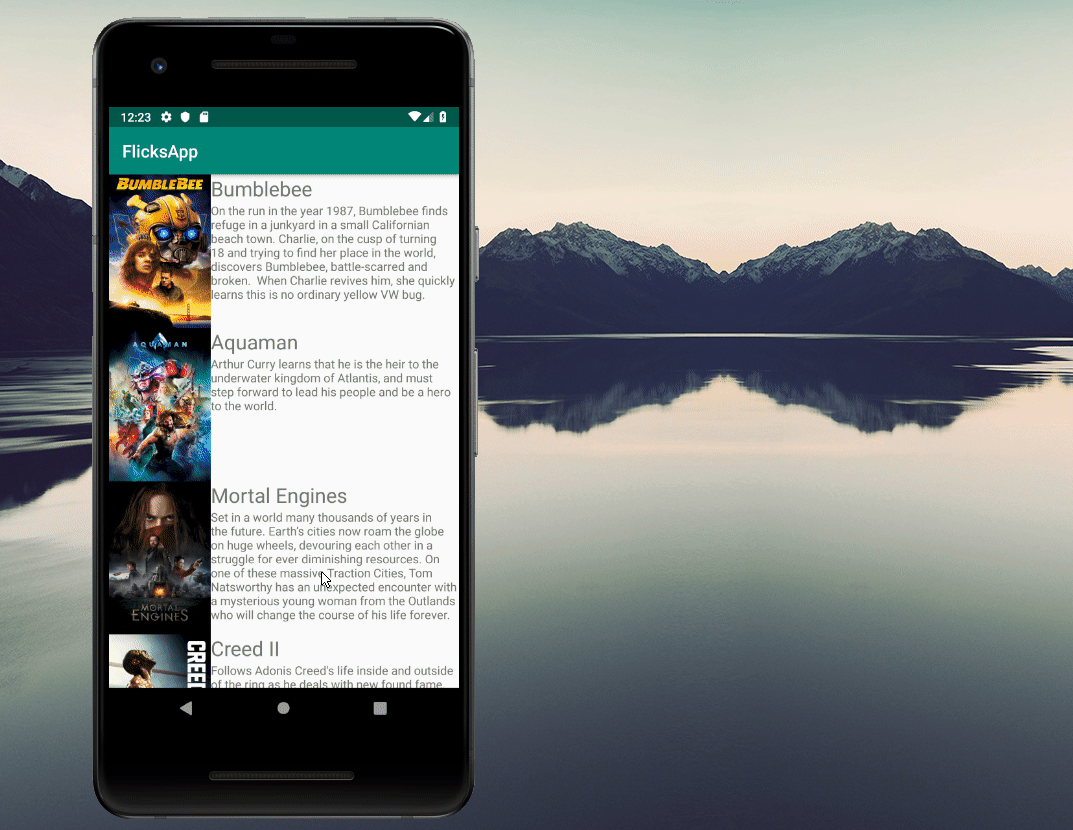 12:23
FlicksApp
BUMBLEBEE
Bumblebee
On the run in the year 1987, Bumblebee finds
refuge in a junkyard in a small Californian
beach town. Charlie, on the cusp of turning
18 and trying to find her place in the world,
discovers Bumblebee, battle-scarred and
broken.  When Charlie revives him, she quickly
learns this is no ordinary yellow VW bug.
AQUAMAN
Aquaman
Arthur Curry learns that he is the heir to the
underwater kingdom of Atlantis, and must
step forward to lead his people and be a hero
to the world.
MORTAL
ENGINES
Mortal Engines
Set in a world many thousands of years in
the future. Earth's cities now roam the globe
on huge wheels, devouring each other in a
struggle for ever diminishing resources. On
one of these massive Traction Cities, Tom
Natsworthy has an unexpected encounter with
a mysterious young woman from the Outlands
who will change the course of his life forever.
CREED
Creed II
Follows Adonis Creed's life inside and outside
of the ring as he deals with new found fame,